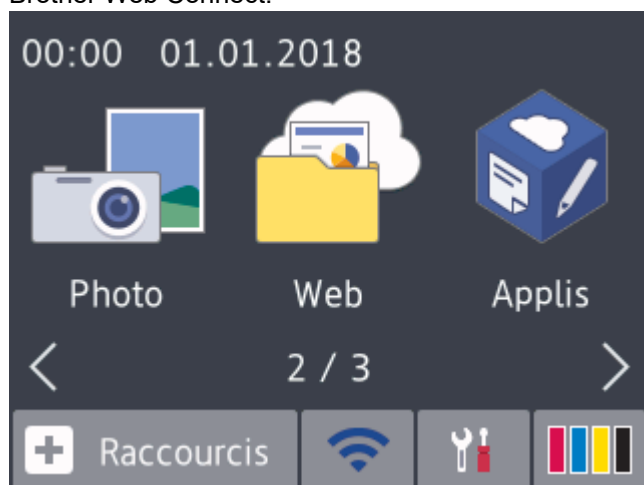 Brother Web Connect.
00:00 01.01.2018
Photo Web Applis
2 / 3
Raccourcis